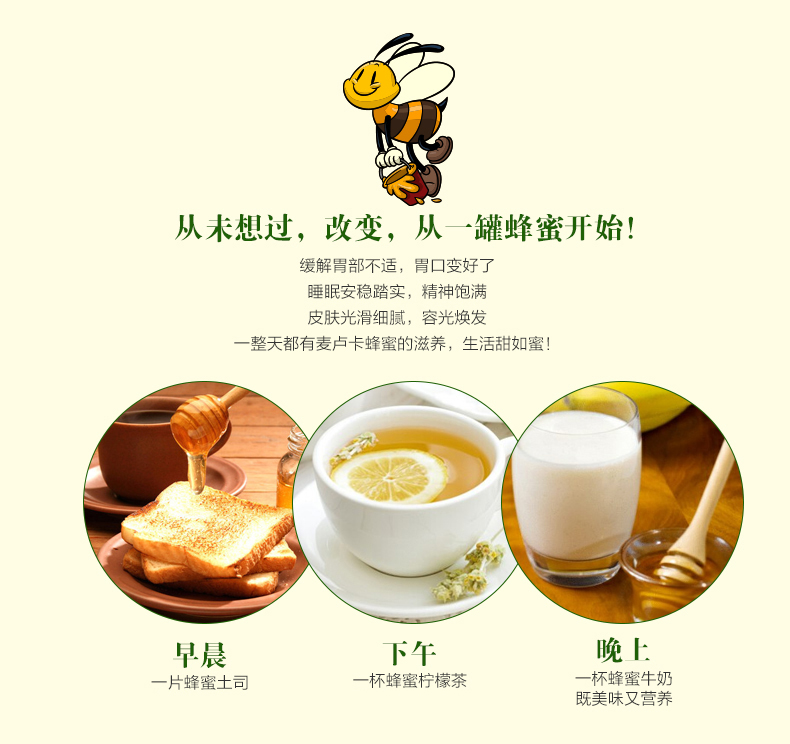 从未想过，改变，从一罐蜂蜜开始!
缓解胃部不适，胃口变好了
睡眠安稳踏实，精神饱满
皮肤光滑细腻，容光焕发
一整天都有麦卢卡蜂蜜的滋养，生活甜如蜜!
早晨
一片蜂蜜土司
下午
一杯蜂蜜柠檬茶
晚上
一杯蜂蜜牛奶
既美味又营养